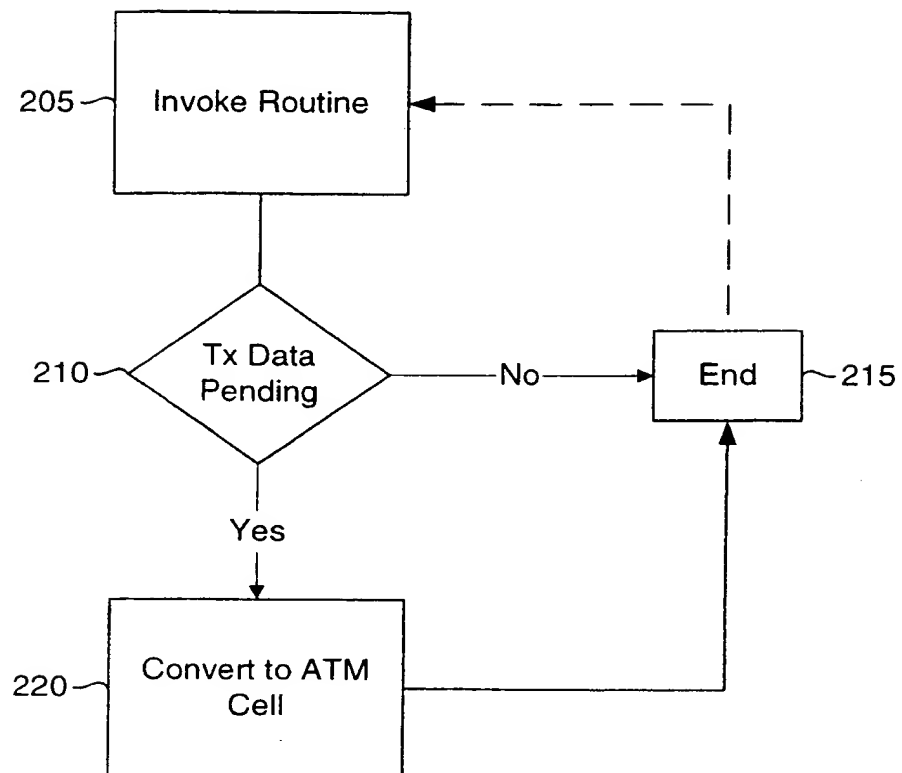 205
Invoke Routine
210
Tx Data
Pending
No
End
215
Yes
220
Convert to ATM
Cell